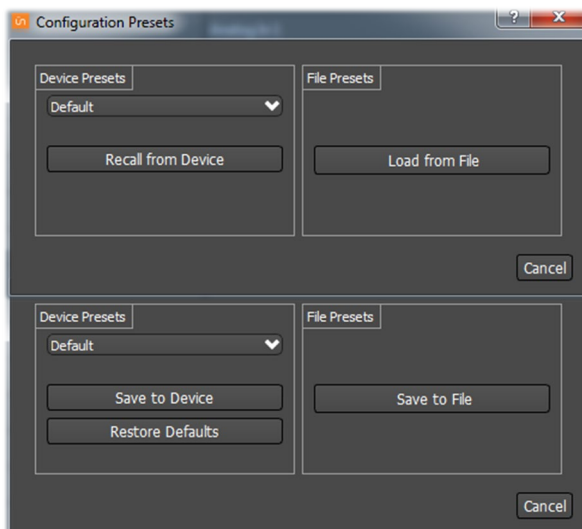 Configuration Presets
Device Presets
File Presets
Default
Recall from Device
Load from File
Cancel
Device Presets
File Presets
Default
Save to Device
Save to File
Restore Defaults
Cancel